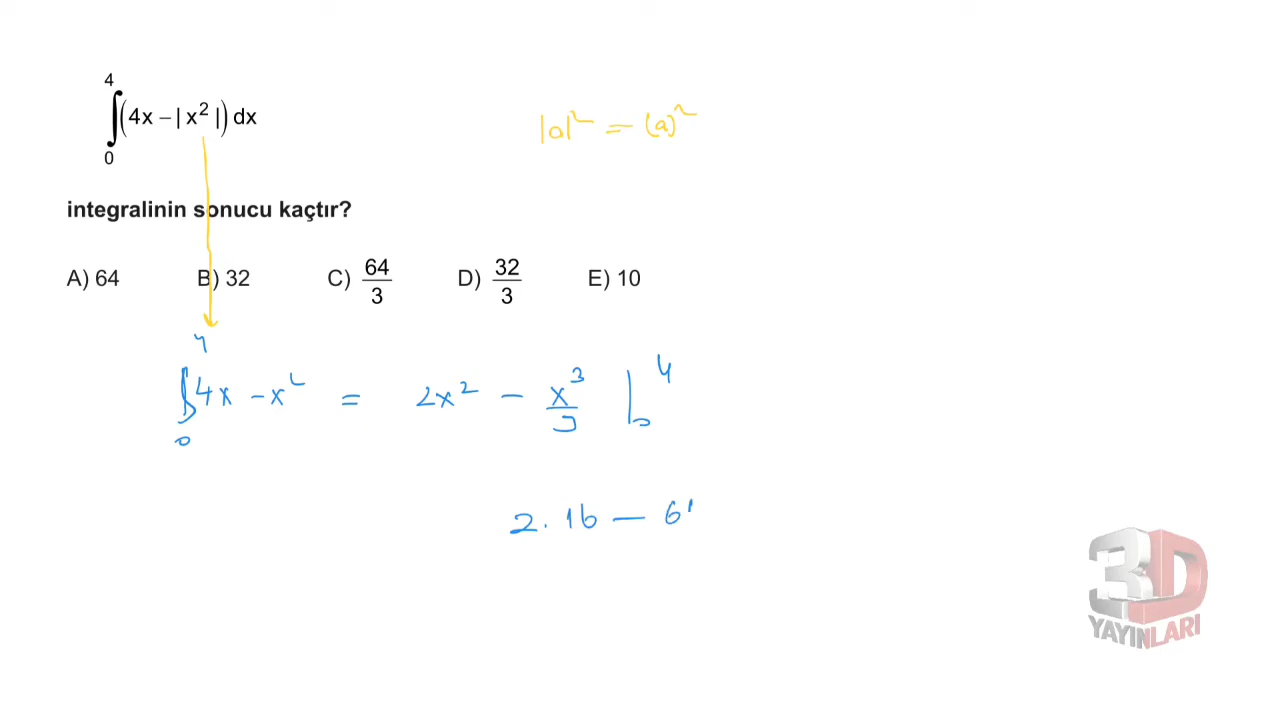 4
∫(4x – | x² |) dx
0
|a|² = (a)²
integralinin sonucu kaçtır?
A) 64 B) 32 C) 64/3 D) 32/3 E) 10
4
∫4x – x² = 2x² – x³/3 |⁴₀
0
2. 16 – 6
3D
YAYINLARI